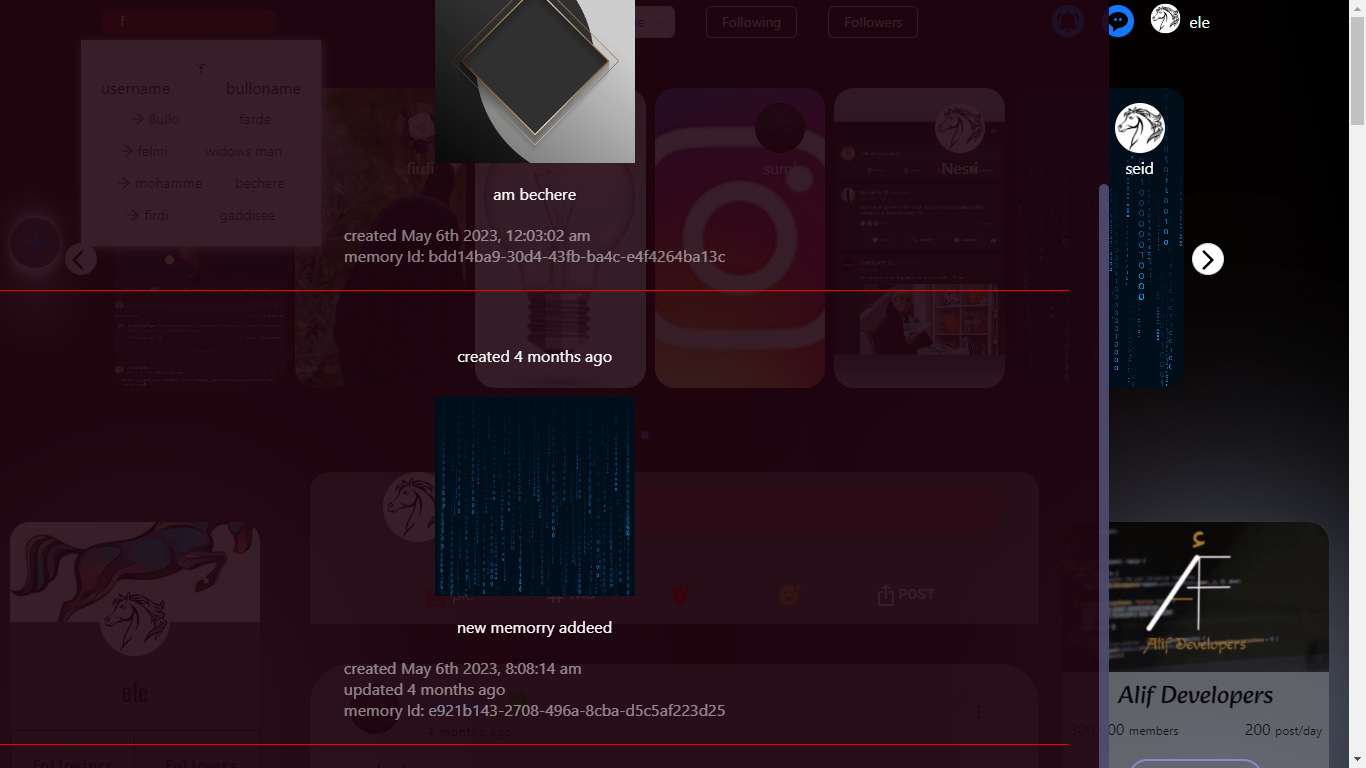 f
Following
Followers
ele
'f'
username bulloname
→ Bullo farde
→ felmi widows man
→ mohamme bechere
→ firdi gaddisee
firdi
Nesri
seid
am bechere
created May 6th 2023, 12:03:02 am
memory Id: bdd14ba9-30d4-43fb-ba4c-e4f4264ba13c
created 4 months ago
POST
new memorry addeed
created May 6th 2023, 8:08:14 am
updated 4 months ago
memory Id: e921b143-2708-496a-8cba-d5c5af223d25
4 months ago
ele
Followings Followers
Alif Developers
Alif Developers
members 200 post/day